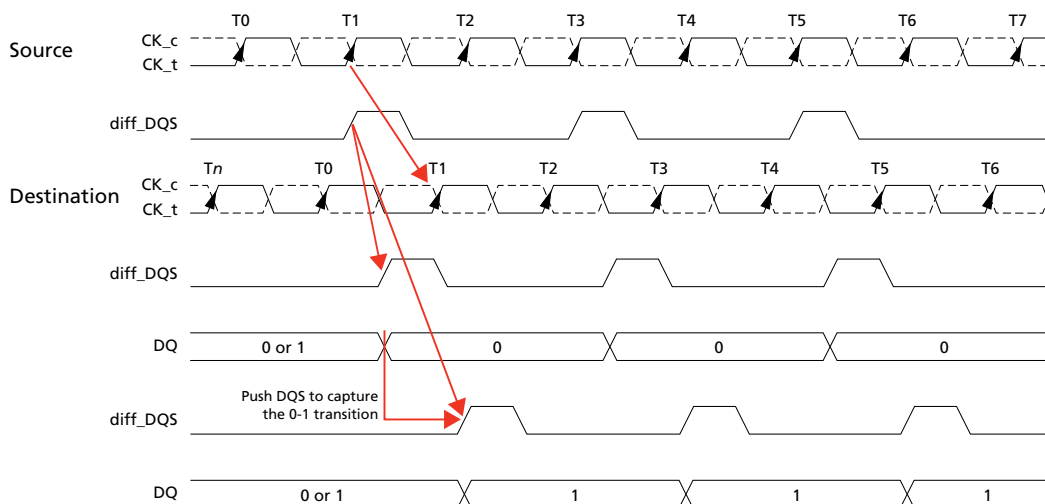 T0 T1 T2 T3 T4 T5 T6 T7
Source
CK_c
CK_t
diff_DQS
Tn T0 T1 T2 T3 T4 T5 T6
Destination
CK_c
CK_t
diff_DQS
DQ 0 or 1 0 0 0
Push DQS to capture
the 0-1 transition
diff_DQS
DQ 0 or 1 1 1 1